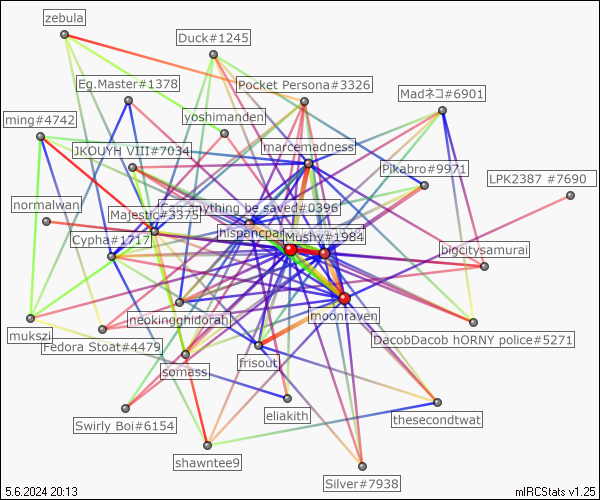 zebula
Duck#1245
Eg.Master#1378
Pocket Persona#3326
Madネコ#6901
ming#4742
yoshimanden
marcemadness
JKOUYH VIII#7034
Pikabro#9971
LPK2387 #7690
normalwan
Majestic#3375
anything be saved#0396
Cypha#1717
hispancpa
Mushy#1984
bigcitysamurai
neokingghidorah
moonraven
mukszi
Fedora Stoat#4479
DacobDacob hORNY police#5271
somass
frisout
eliakith
Swirly Boi#6154
thesecondtwat
shawntee9
Silver#7938
5.6.2024 20:13
mIRCStats v1.25